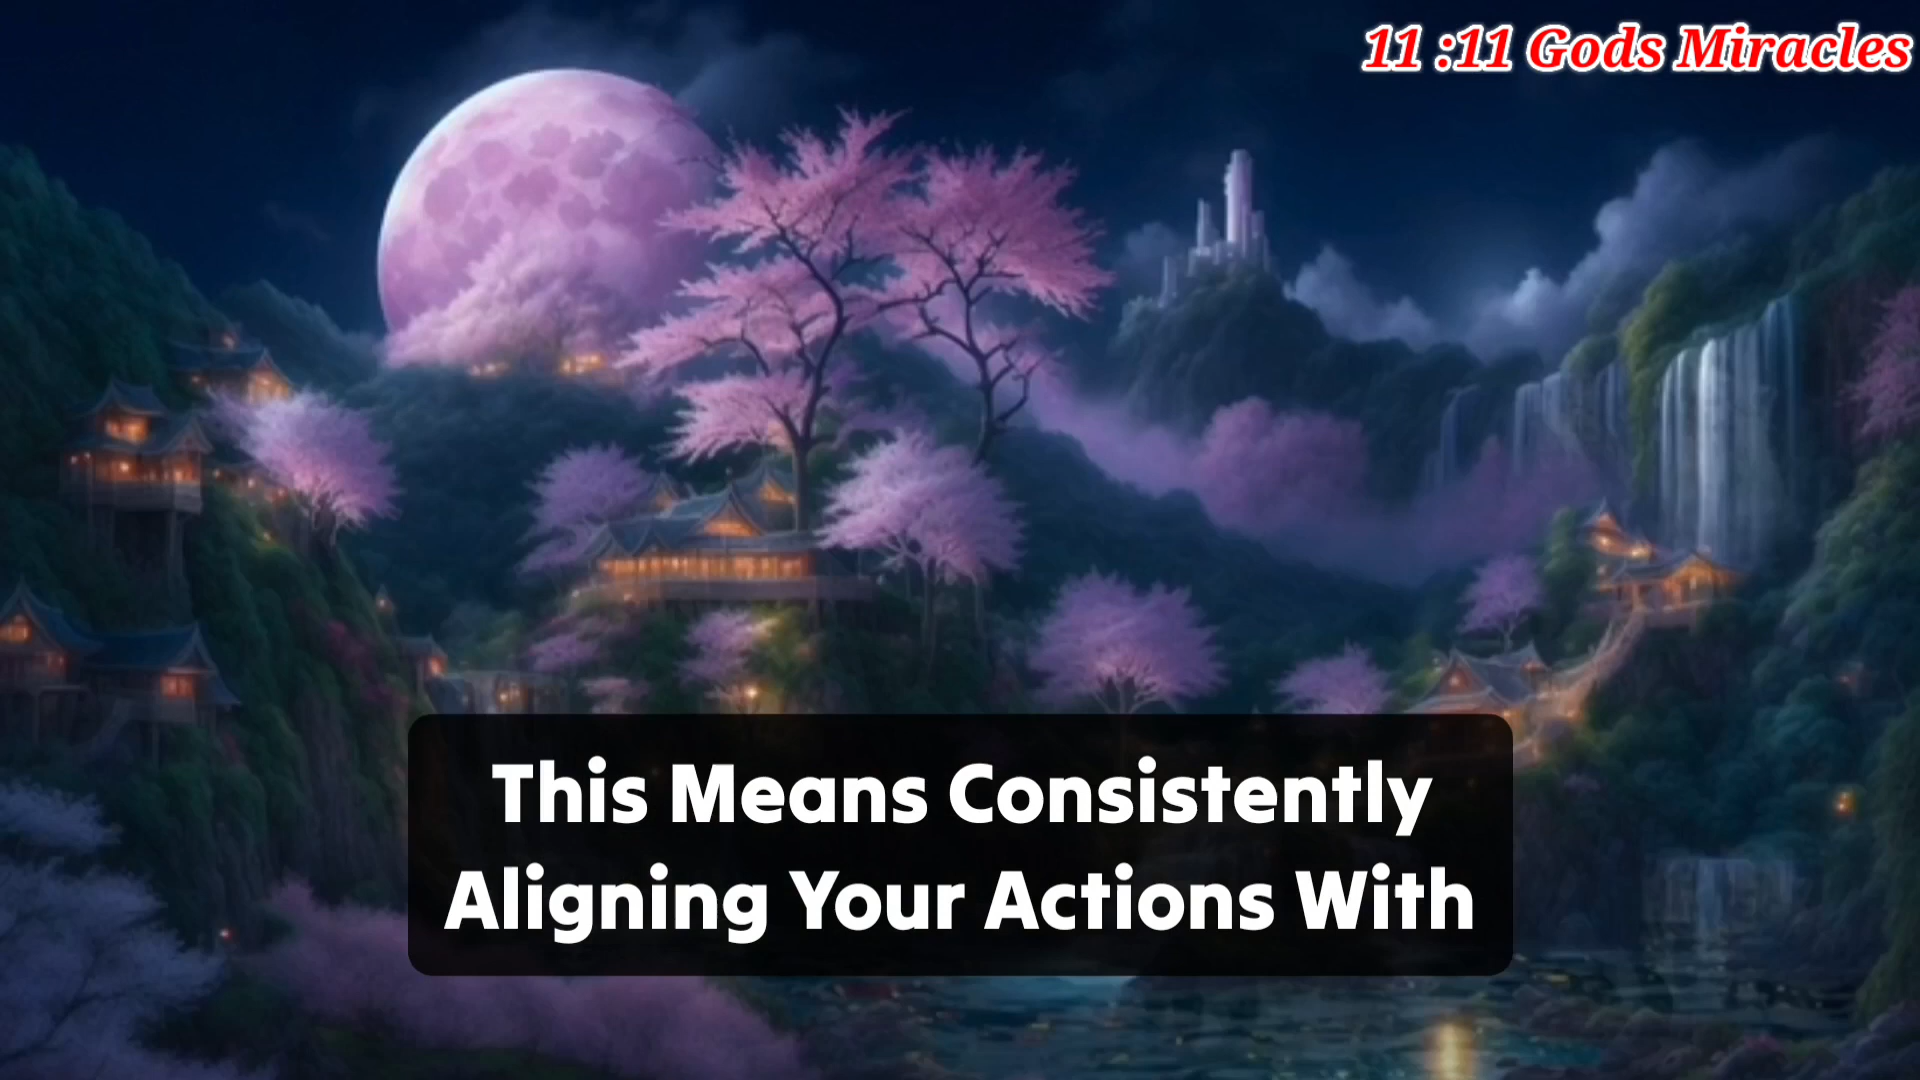 11 :11 Gods Miracles
This Means Consistently
Aligning Your Actions With